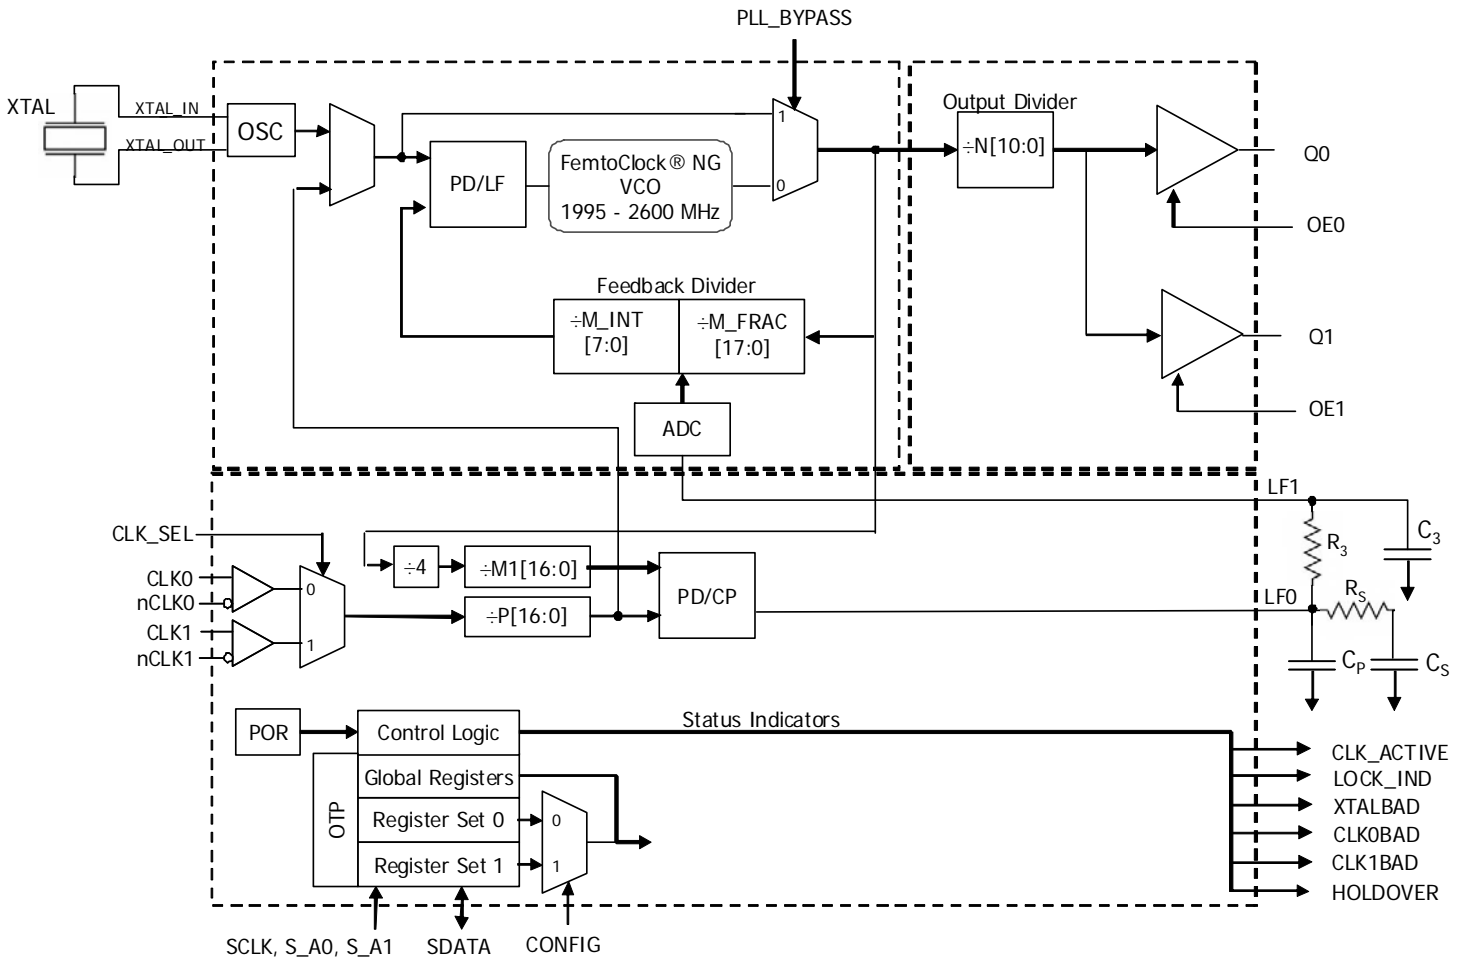 PLL_BYPASS
XTAL
XTAL_IN
XTAL_OUT
OSC
PD/LF
FemtoClock® NG
VCO
1995 - 2600 MHz
1
0
Output Divider
÷N[10:0]
Q0
OE0
Q1
OE1
Feedback Divider
÷M_INT
[7:0]
÷M_FRAC
[17:0]
ADC
LF1
R3
C3
LF0
RS
CP
CS
CLK_SEL
CLK0
nCLK0
CLK1
nCLK1
0
1
÷4
÷M1[16:0]
÷P[16:0]
PD/CP
POR
Control Logic
Global Registers
Register Set 0
Register Set 1
OTP
0
1
Status Indicators
CLK_ACTIVE
LOCK_IND
XTALBAD
CLK0BAD
CLK1BAD
HOLDOVER
SCLK, S_A0, S_A1
SDATA
CONFIG